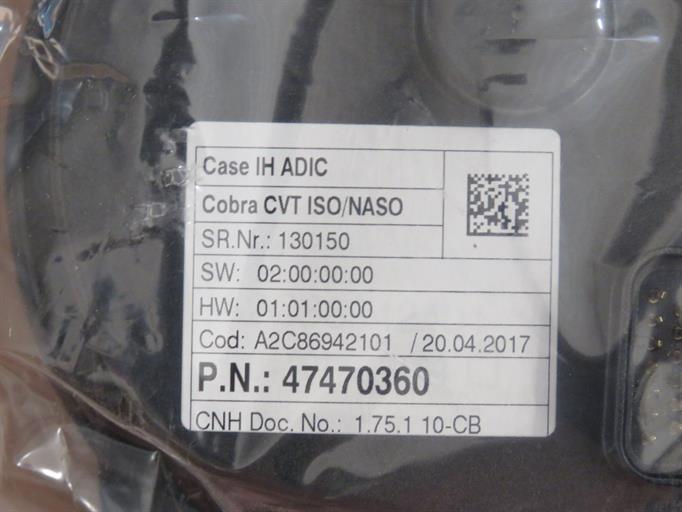 Case IH ADIC
Cobra CVT ISO/NASO
SR.Nr.: 130150
SW: 02:00:00:00
HW: 01:01:00:00
Cod: A2C86942101 / 20.04.2017
P.N.: 47470360
CNH Doc. No.: 1.75.1 10-CB